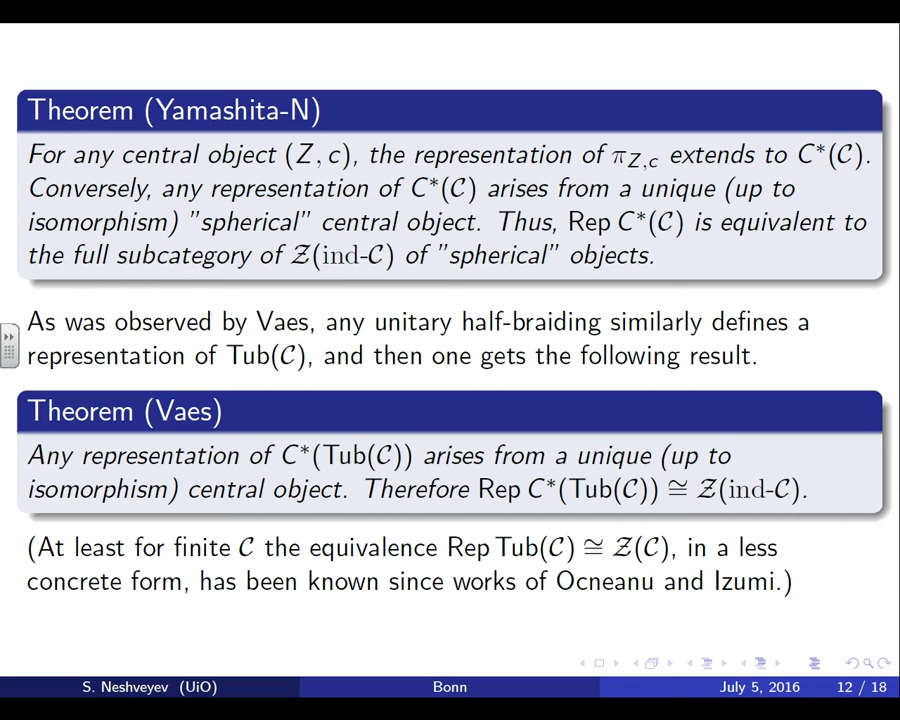 Theorem (Yamashita-N)
For any central object (Z, c), the representation of π_{Z,c} extends to C*(𝒞).
Conversely, any representation of C*(𝒞) arises from a unique (up to
isomorphism) "spherical" central object. Thus, Rep C*(𝒞) is equivalent to
the full subcategory of 𝒵(ind-𝒞) of "spherical" objects.
As was observed by Vaes, any unitary half-braiding similarly defines a
representation of Tub(𝒞), and then one gets the following result.
Theorem (Vaes)
Any representation of C*(Tub(𝒞)) arises from a unique (up to
isomorphism) central object. Therefore Rep C*(Tub(𝒞)) ≅ 𝒵(ind-𝒞).
(At least for finite 𝒞 the equivalence Rep Tub(𝒞) ≅ 𝒵(𝒞), in a less
concrete form, has been known since works of Ocneanu and Izumi.)
S. Neshveyev (UiO) Bonn July 5, 2016 12 / 18